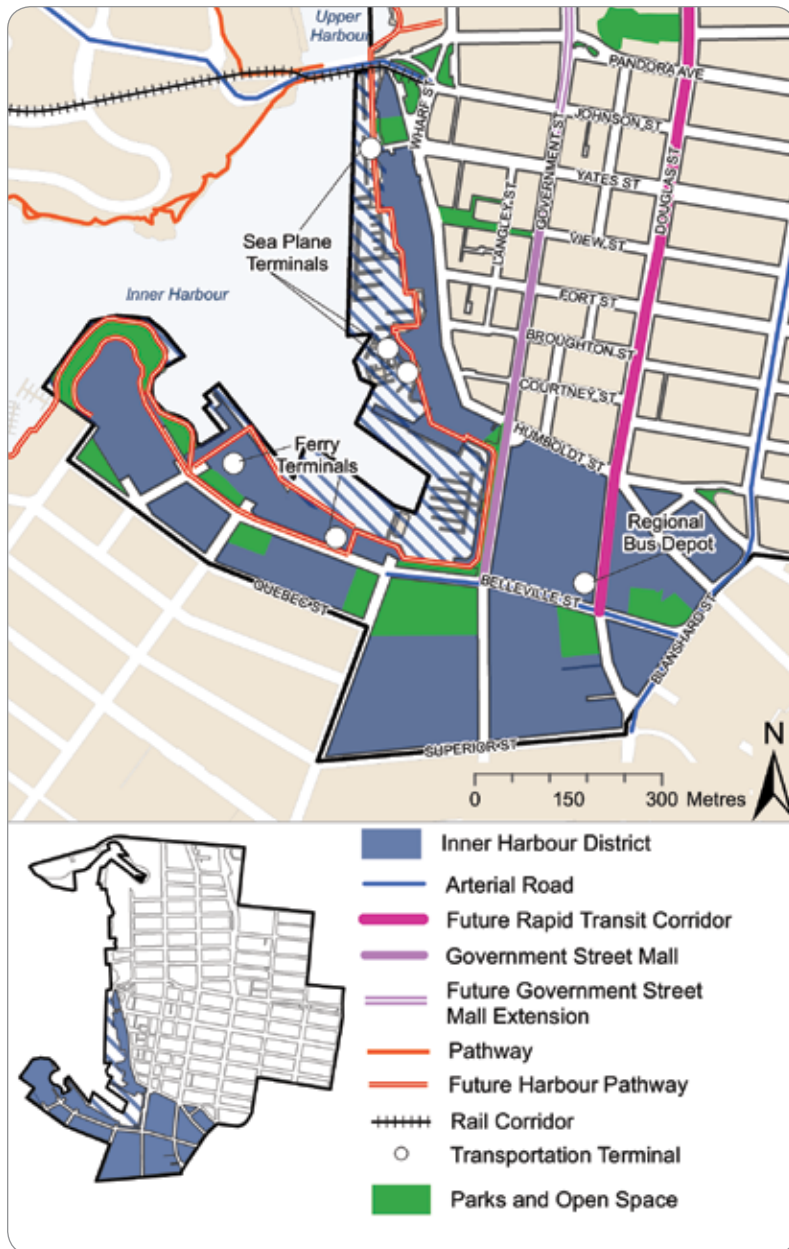 Upper
Harbour
PANDORA AVE
WHARF ST
JOHNSON ST
GOVERNMENT ST
DOUGLAS ST
YATES ST
LANGLEY ST
Sea Plane
Terminals
VIEW ST
Inner Harbour
FORT ST
BROUGHTON ST
COURTNEY ST
HUMBOLDT ST
Ferry
Terminals
Regional
Bus Depot
BELLEVILLE ST
QUEBEC ST
BLANSHARD ST
SUPERIOR ST
N
0 150 300 Metres
Inner Harbour District
Arterial Road
Future Rapid Transit Corridor
Government Street Mall
Future Government Street
Mall Extension
Pathway
Future Harbour Pathway
Rail Corridor
Transportation Terminal
Parks and Open Space